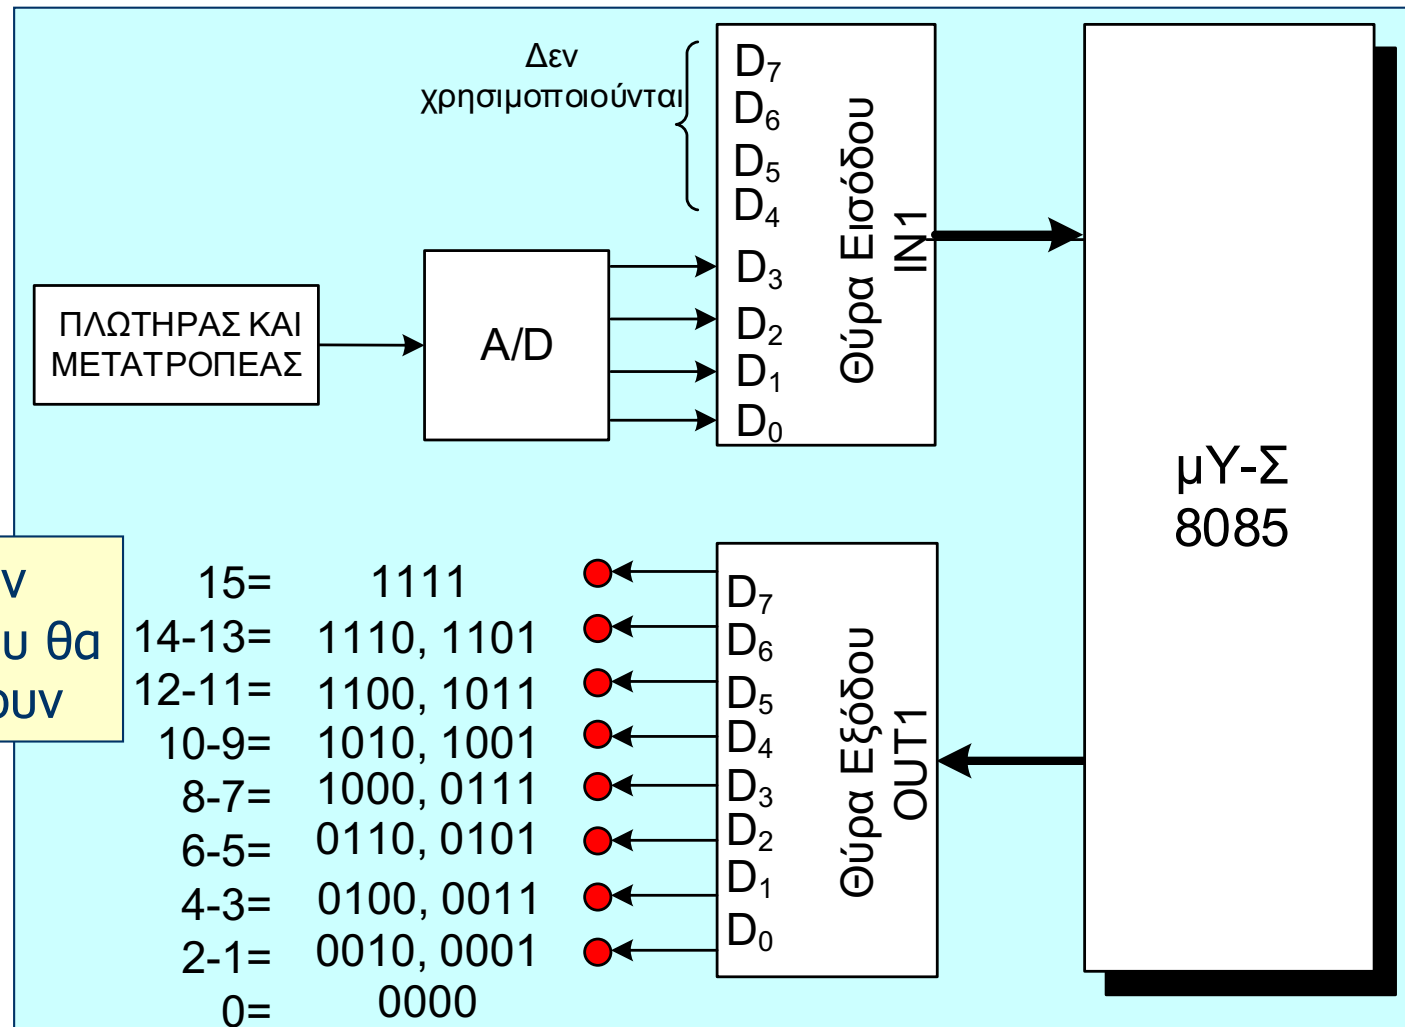 Δεν
χρησιμοποιούνται
D7
D6
D5
D4
D3
D2
D1
D0
Θύρα Εισόδου
IN1
ΠΛΩΤΗΡΑΣ ΚΑΙ
ΜΕΤΑΤΡΟΠΕΑΣ
A/D
μΥ-Σ
8085
θα
15= 1111
14-13= 1110, 1101
12-11= 1100, 1011
10-9= 1010, 1001
8-7= 1000, 0111
6-5= 0110, 0101
4-3= 0100, 0011
2-1= 0010, 0001
0= 0000
D7
D6
D5
D4
D3
D2
D1
D0
Θύρα Εξόδου
OUT1